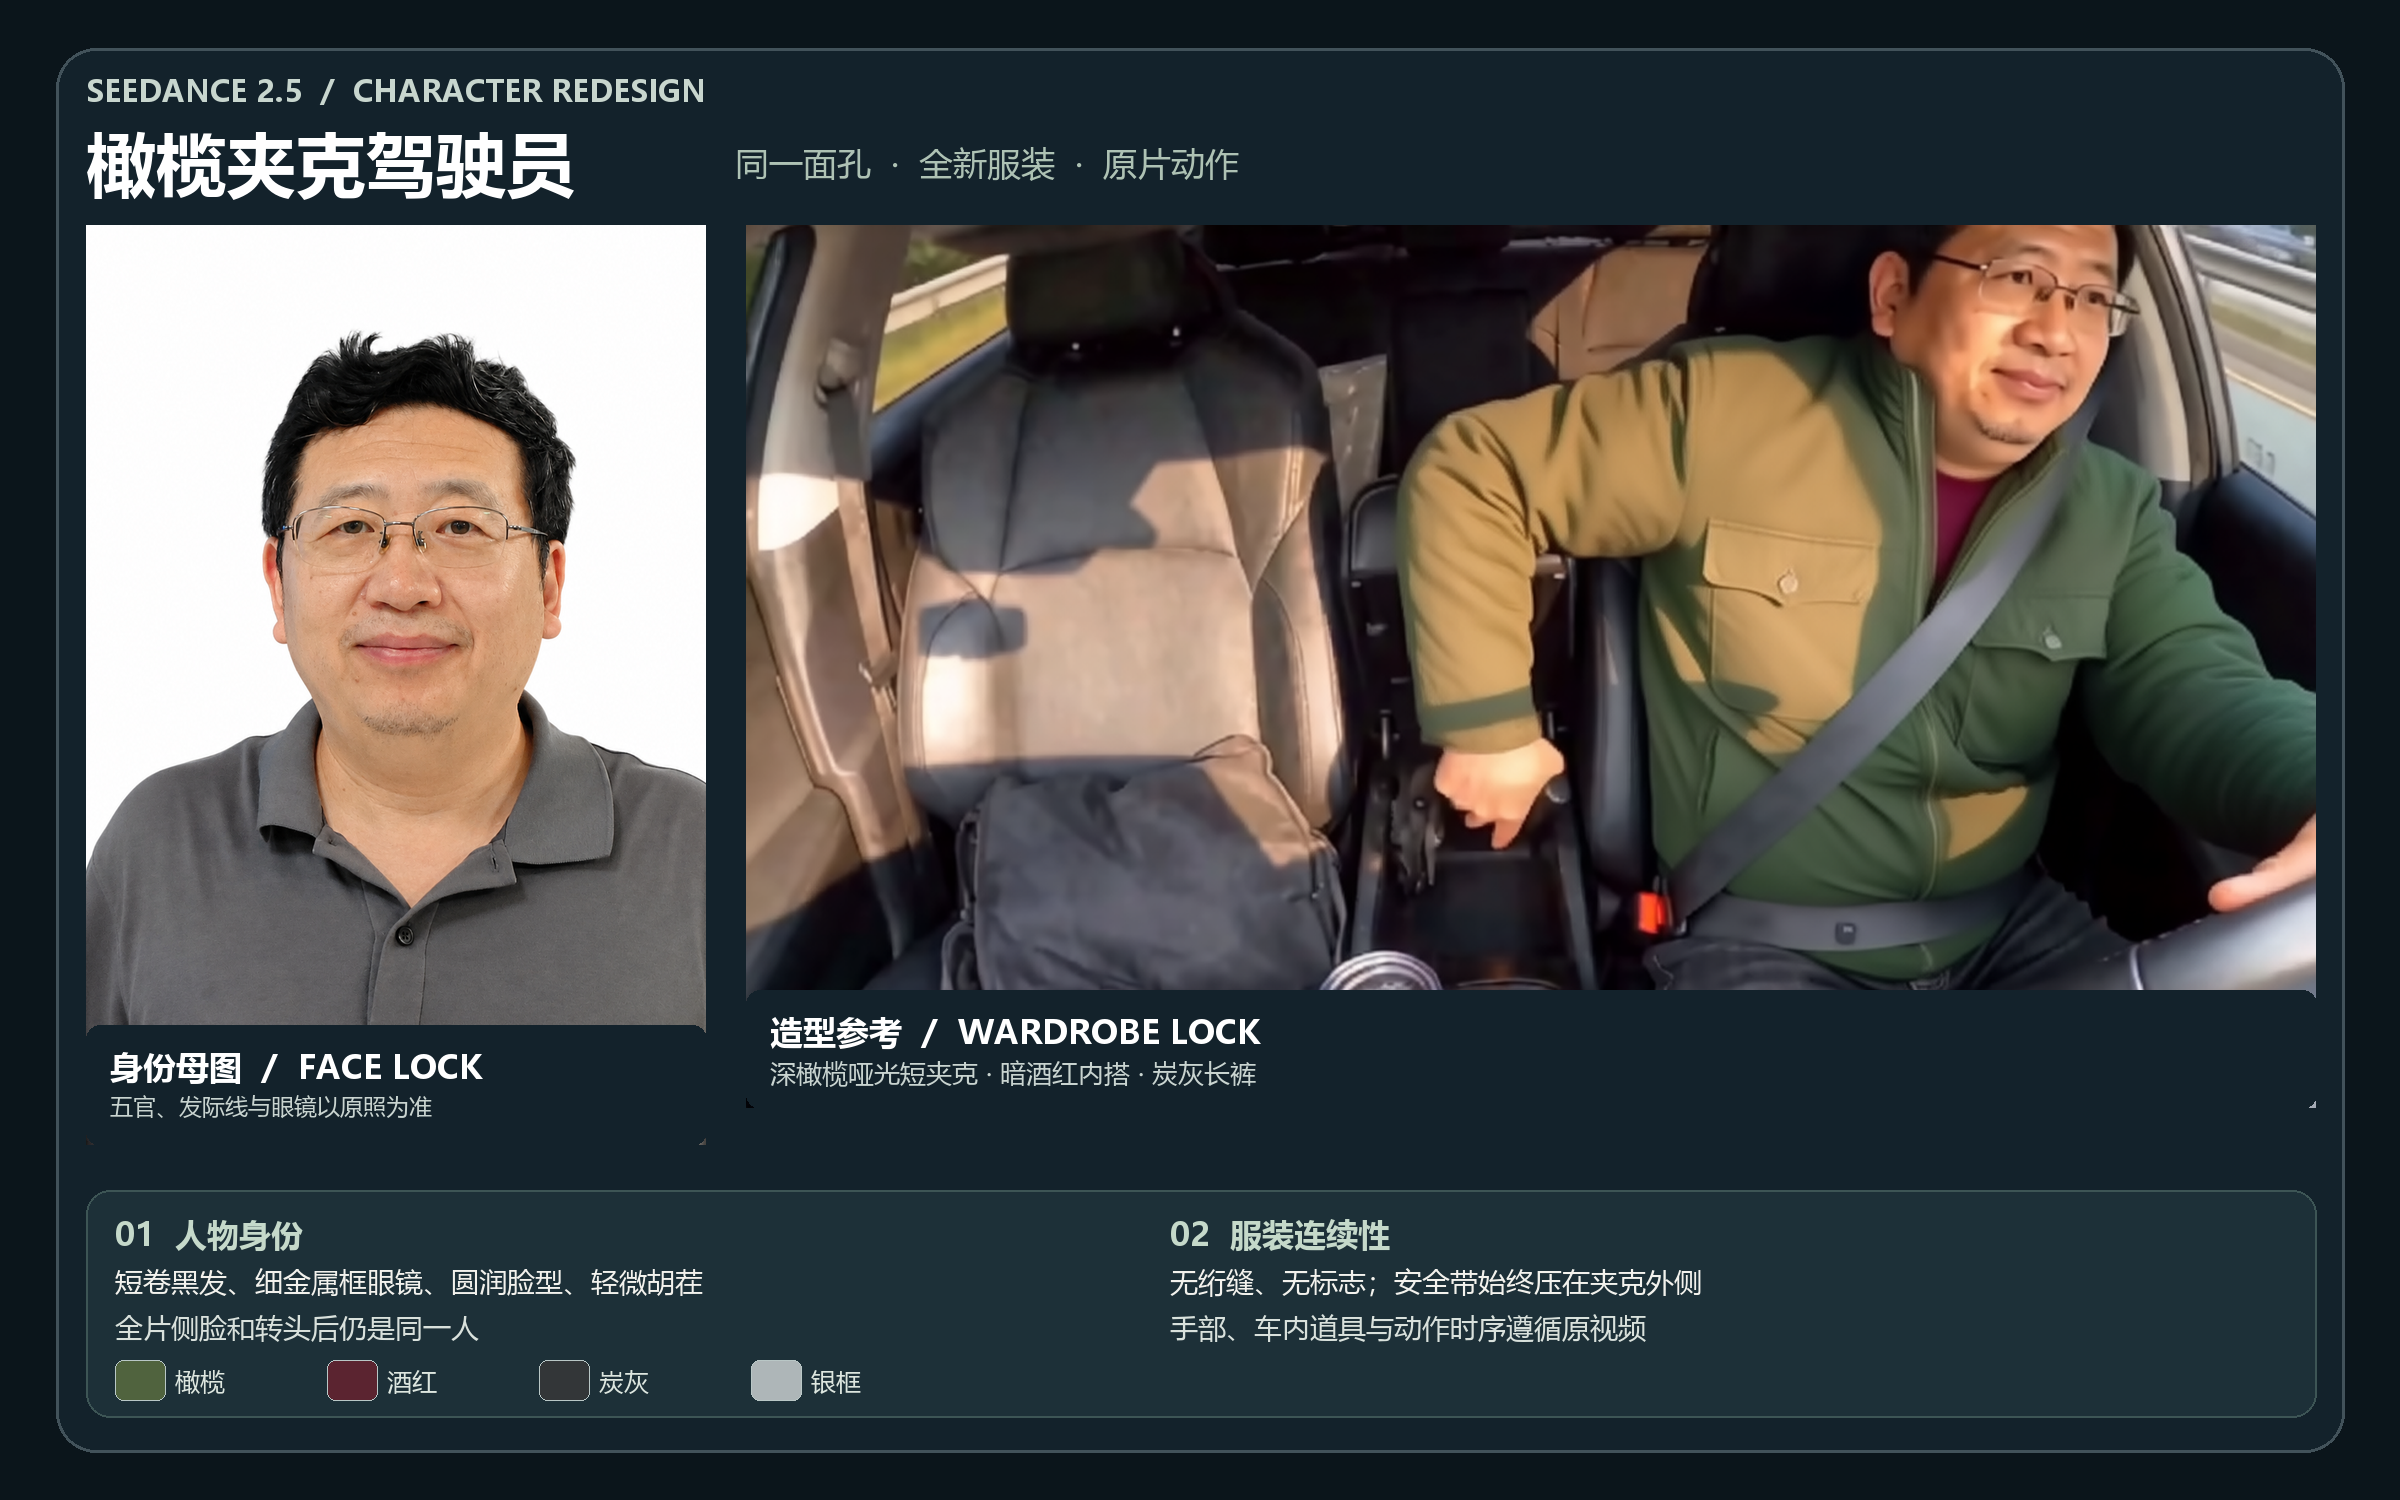 SEEDANCE 2.5 / CHARACTER REDESIGN
橄榄夹克驾驶员
同一面孔 · 全新服装 · 原片动作
身份母图 / FACE LOCK
五官、发际线与眼镜以原照为准
造型参考 / WARDROBE LOCK
深橄榄哑光短夹克 · 暗酒红内搭 · 炭灰长裤
01 人物身份
短卷黑发、细金属框眼镜、圆润脸型、轻微胡茬
全片侧脸和转头后仍是同一人
橄榄
酒红
炭灰
银框
02 服装连续性
无绗缝、无标志；安全带始终压在夹克外侧
手部、车内道具与动作时序遵循原视频